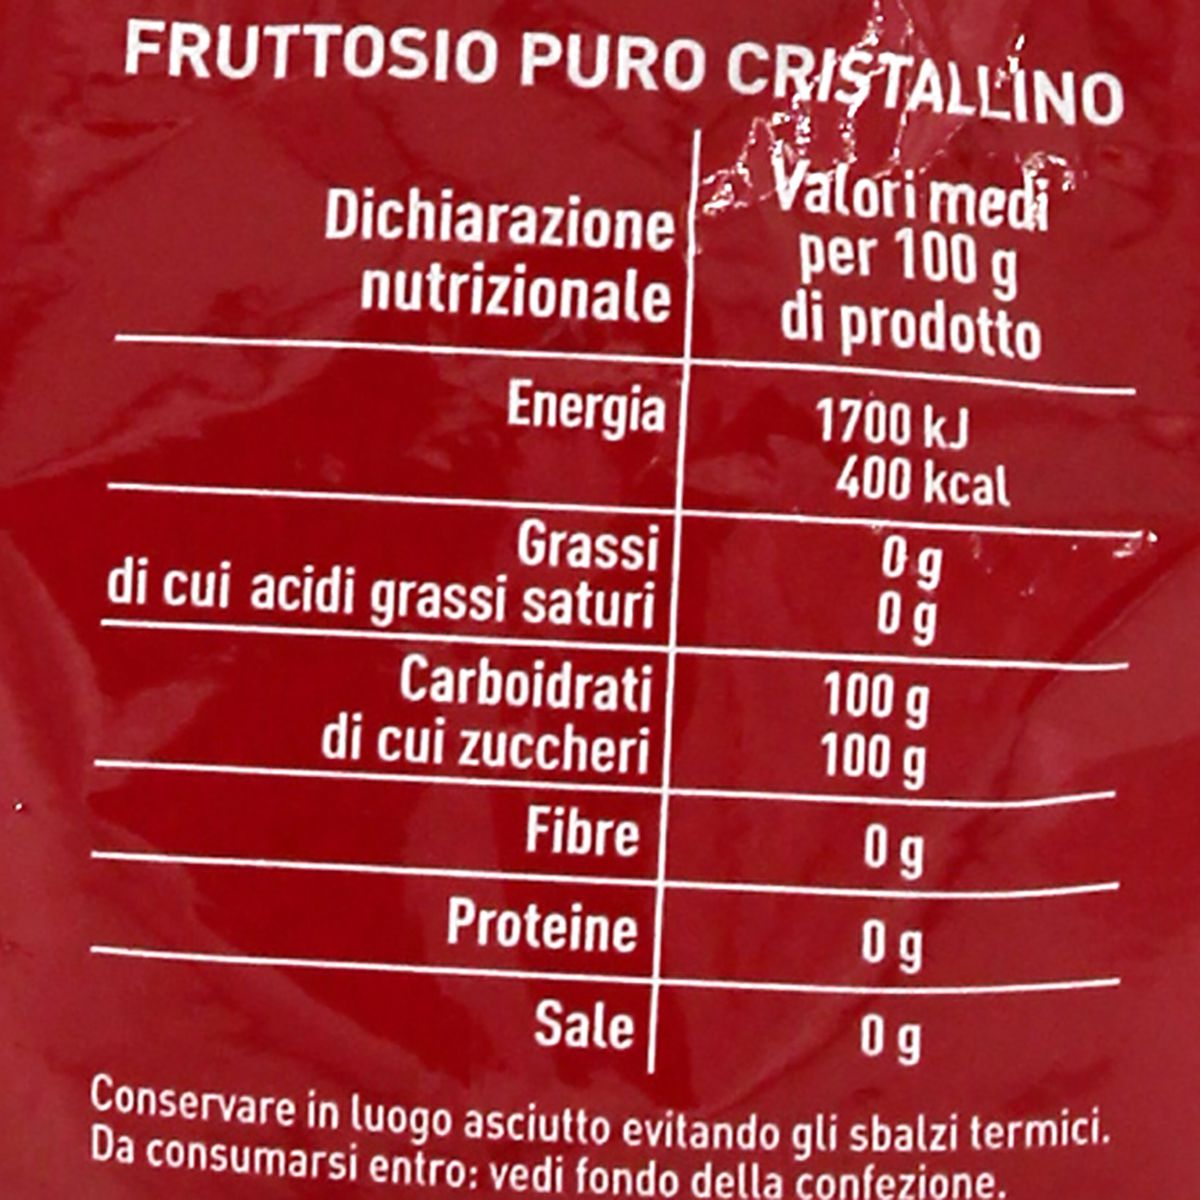 FRUTTOSIO PURO CRISTALLINO
Dichiarazione
nutrizionale
Valori medi
per 100 g
di prodotto
Energia
1700 kJ
400 kcal
Grassi 0 g
di cui acidi grassi saturi 0 g
Carboidrati 100 g
di cui zuccheri 100 g
Fibre 0 g
Proteine 0 g
Sale 0 g
Conservare in luogo asciutto evitando gli sbalzi termici.
Da consumarsi entro: vedi fondo della confezione.